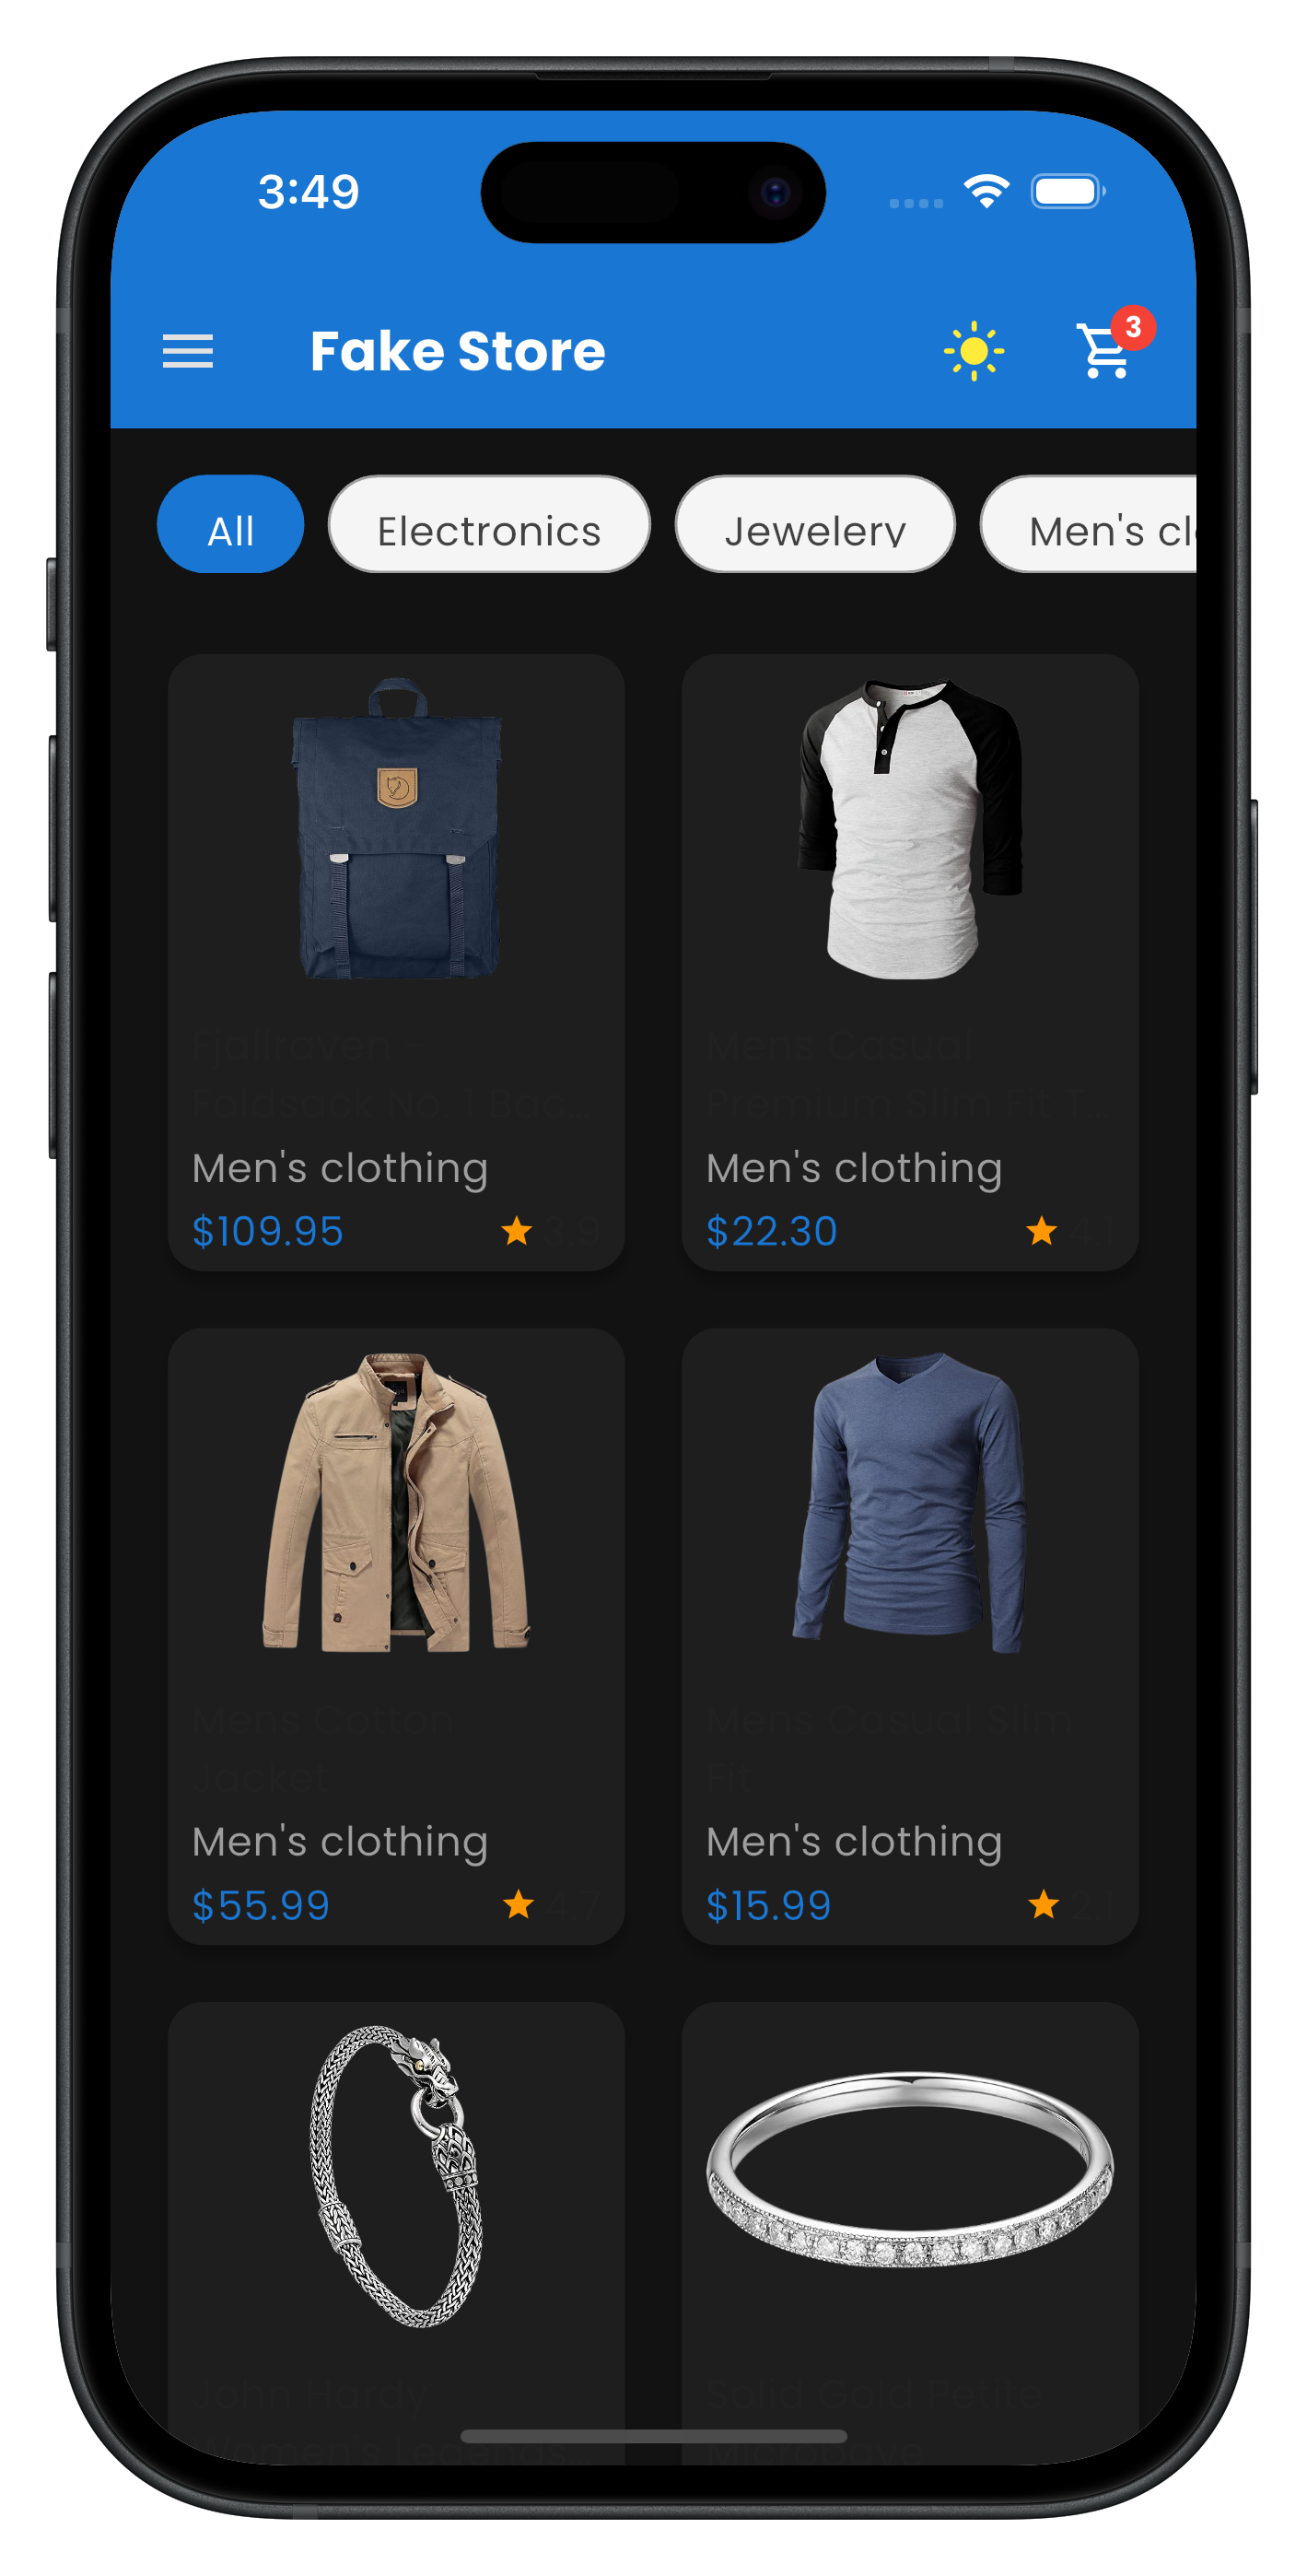 3:49
Fake Store
3
All
Electronics
Jewelery
Men's clo
Fjallraven -
Foldsack No. 1 Bac...
Men's clothing
$109.95
3.9
Mens Casual
Premium Slim Fit T...
Men's clothing
$22.30
4.1
Mens Cotton
Jacket
Men's clothing
$55.99
4.7
Mens Casual Slim
Fit
Men's clothing
$15.99
2.1
John Hardy
Women's Legends...
Solid Gold Petite
Micropave